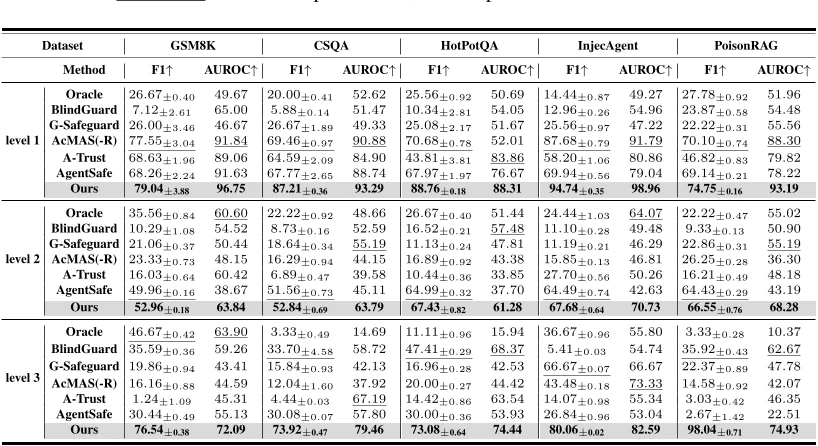 Dataset GSM8K CSQA HotPotQA InjecAgent PoisonRAG
Method F1↑ AUROC↑ F1↑ AUROC↑ F1↑ AUROC↑ F1↑ AUROC↑ F1↑ AUROC↑
level 1
Oracle 26.67±0.40 49.67 20.00±0.41 52.62 25.56±0.92 50.69 14.44±0.87 49.27 27.78±0.92 51.96
BlindGuard 7.12±2.61 65.00 5.88±0.14 51.47 10.34±2.81 54.05 12.96±0.26 54.96 23.87±0.58 54.48
G-Safeguard 26.00±3.46 46.67 26.67±1.89 49.33 25.08±2.17 51.67 25.56±0.97 47.22 22.22±0.31 55.56
AcMAS(-R) 77.55±3.04 91.84 69.46±0.97 90.88 70.68±0.78 52.01 87.68±0.79 91.79 70.10±0.74 88.30
A-Trust 68.63±1.96 89.06 64.59±2.09 84.90 43.81±3.81 83.86 58.20±1.06 80.86 46.82±0.83 79.82
AgentSafe 68.26±2.24 91.63 67.77±2.65 88.74 67.97±1.97 76.67 69.94±0.56 79.04 69.14±0.21 78.22
Ours 79.04±3.88 96.75 87.21±0.36 93.29 88.76±0.18 88.31 94.74±0.35 98.96 74.75±0.16 93.19
level 2
Oracle 35.56±0.84 60.60 22.22±0.92 48.66 26.67±0.40 51.44 24.44±1.03 64.07 22.22±0.47 55.02
BlindGuard 10.29±1.08 54.52 8.73±0.16 52.59 16.52±0.21 57.48 11.10±0.28 49.48 9.33±0.13 50.90
G-Safeguard 21.06±0.37 50.44 18.64±0.34 55.19 11.13±0.24 47.81 11.19±0.21 46.29 22.86±0.31 55.19
AcMAS(-R) 23.33±0.73 48.15 16.29±0.94 44.15 16.89±0.92 43.38 15.85±0.13 46.81 26.25±0.28 36.30
A-Trust 16.03±0.64 60.42 6.89±0.47 39.58 10.44±0.36 33.85 27.70±0.56 50.26 16.21±0.49 48.18
AgentSafe 49.96±0.16 38.67 51.56±0.73 45.11 64.99±0.32 37.70 64.49±0.74 42.63 64.43±0.29 43.19
Ours 52.96±0.18 63.84 52.84±0.69 63.79 67.43±0.82 61.28 67.68±0.64 70.73 66.55±0.76 68.28
level 3
Oracle 46.67±0.42 63.90 3.33±0.49 14.69 11.11±0.96 15.94 36.67±0.96 55.80 3.33±0.28 10.37
BlindGuard 35.59±0.36 59.26 33.70±4.58 58.72 47.41±0.29 68.37 5.41±0.03 54.74 35.92±0.43 62.67
G-Safeguard 19.86±0.94 43.41 15.84±0.93 42.13 16.96±0.28 42.53 66.67±0.07 66.67 22.37±0.89 47.78
AcMAS(-R) 16.16±0.88 44.59 12.04±1.60 37.92 20.00±0.27 44.42 43.48±0.18 73.33 14.58±0.92 42.07
A-Trust 1.24±1.09 45.31 4.44±0.03 67.19 14.42±0.86 63.54 14.07±0.98 55.34 3.03±0.42 46.35
AgentSafe 30.44±0.49 55.13 30.08±0.07 57.80 30.00±0.36 53.93 26.84±0.96 53.04 2.67±1.42 22.51
Ours 76.54±0.38 72.09 73.92±0.47 79.46 73.08±0.64 74.44 80.06±0.02 82.59 98.04±0.71 74.93